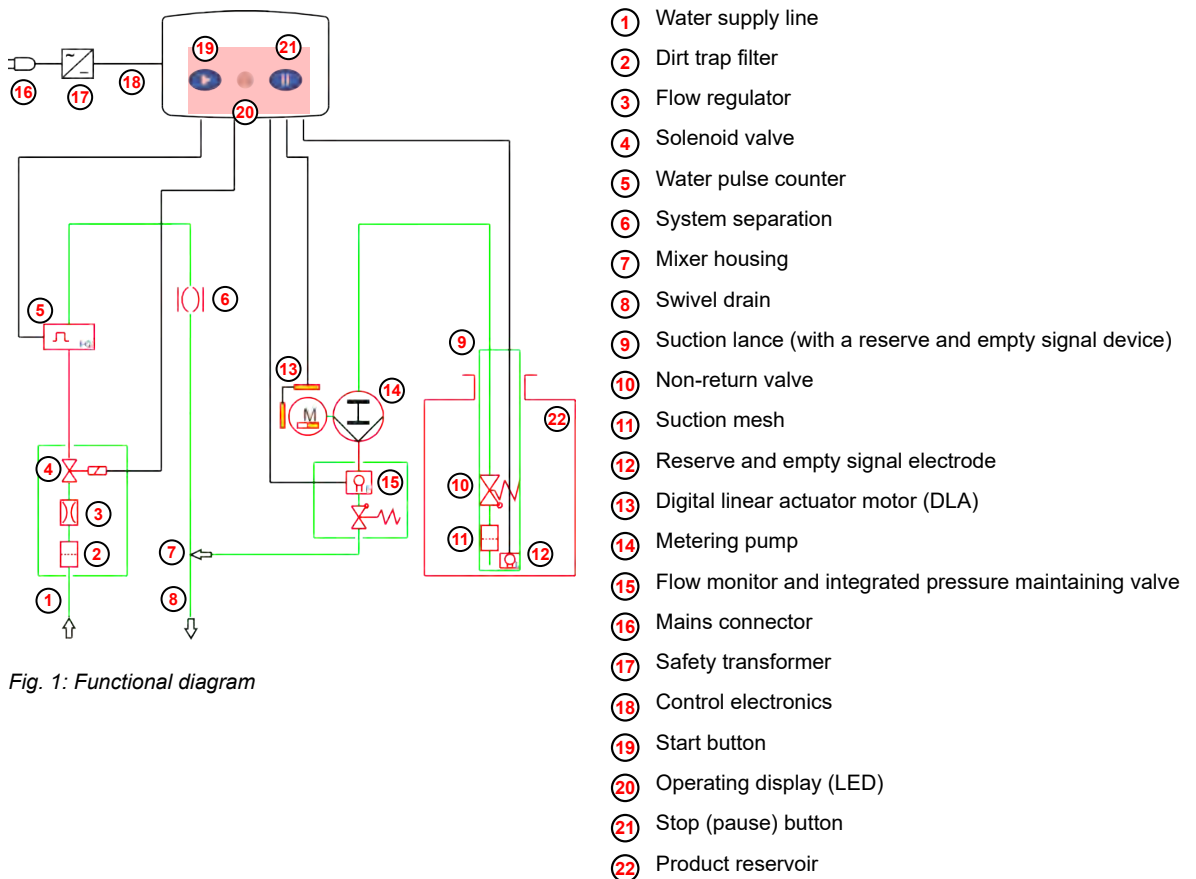 19
21
16
17
18
20
5
6
9
13
14
M
22
4
15
10
3
11
2
7
12
1
8
Fig. 1: Functional diagram
1 Water supply line
2 Dirt trap filter
3 Flow regulator
4 Solenoid valve
5 Water pulse counter
6 System separation
7 Mixer housing
8 Swivel drain
9 Suction lance (with a reserve and empty signal device)
10 Non-return valve
11 Suction mesh
12 Reserve and empty signal electrode
13 Digital linear actuator motor (DLA)
14 Metering pump
15 Flow monitor and integrated pressure maintaining valve
16 Mains connector
17 Safety transformer
18 Control electronics
19 Start button
20 Operating display (LED)
21 Stop (pause) button
22 Product reservoir